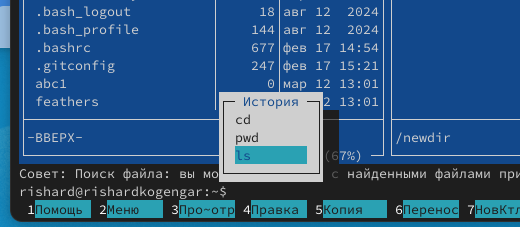 .bash_logout 18 авг 12 2024
.bash_profile 144 авг 12 2024
.bashrc 677 фев 17 14:54
.gitconfig 247 фев 17 15:21
abc1 0 мар 12 13:01
feathers 2 13:01
История
cd
pwd
ls
-ВВЕРХ-
/newdir
(67%)
Совет: Поиск файла: вы мо с найденными файлами при
rishard@rishardkogengar:~$
1Помощь 2Меню 3Про~отр 4Правка 5Копия 6Перенос 7НовКтл